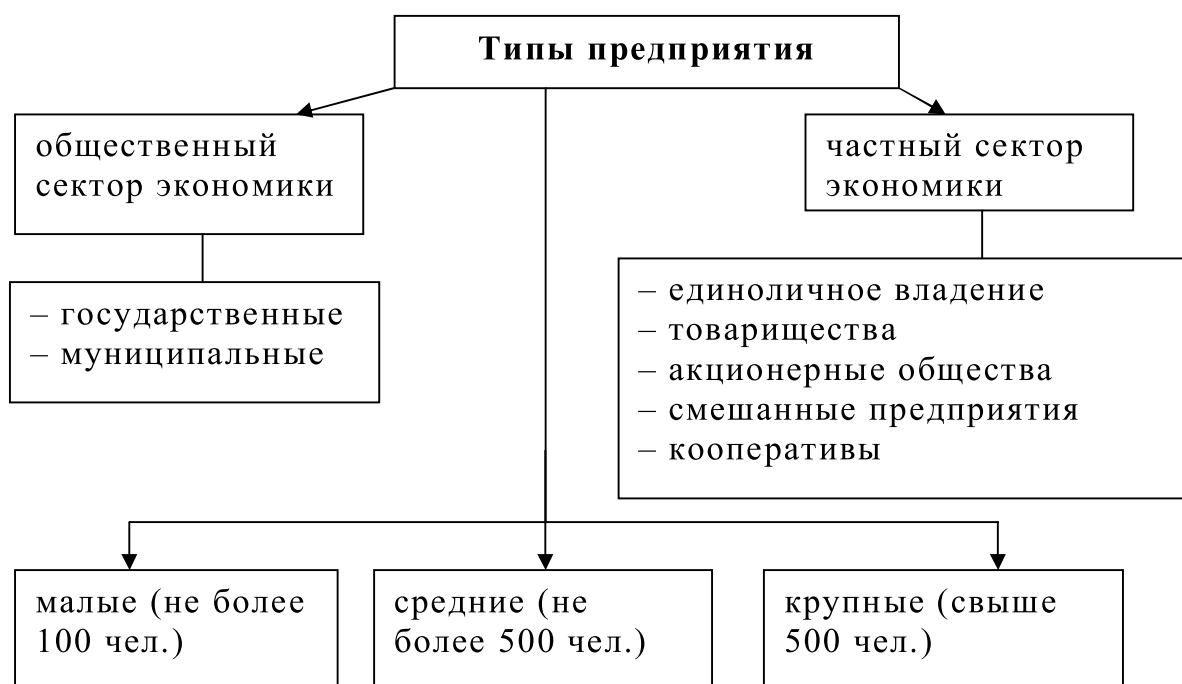 Типы предприятия
общественный
сектор экономики
частный сектор
экономики
– государственные
– муниципальные
– единоличное владение
– товарищества
– акционерные общества
– смешанные предприятия
– кооперативы
малые (не более
100 чел.)
средние (не
более 500 чел.)
крупные (свыше
500 чел.)